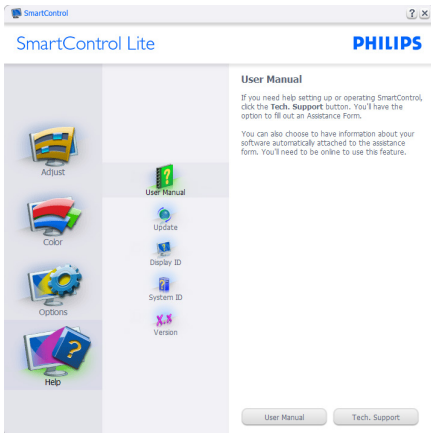 SmartControl
? ×
SmartControl Lite
PHILIPS
Adjust
Color
Options
Help
User Manual
Update
Display ID
System ID
X.X
Version
User Manual
If you need help setting up or operating SmartControl,
click the Tech. Support button. You'll have the
option to fill out an Assistance Form.
You can also choose to have information about your
software automatically attached to the assistance
form. You'll need to be online to use this feature.
User Manual
Tech. Support